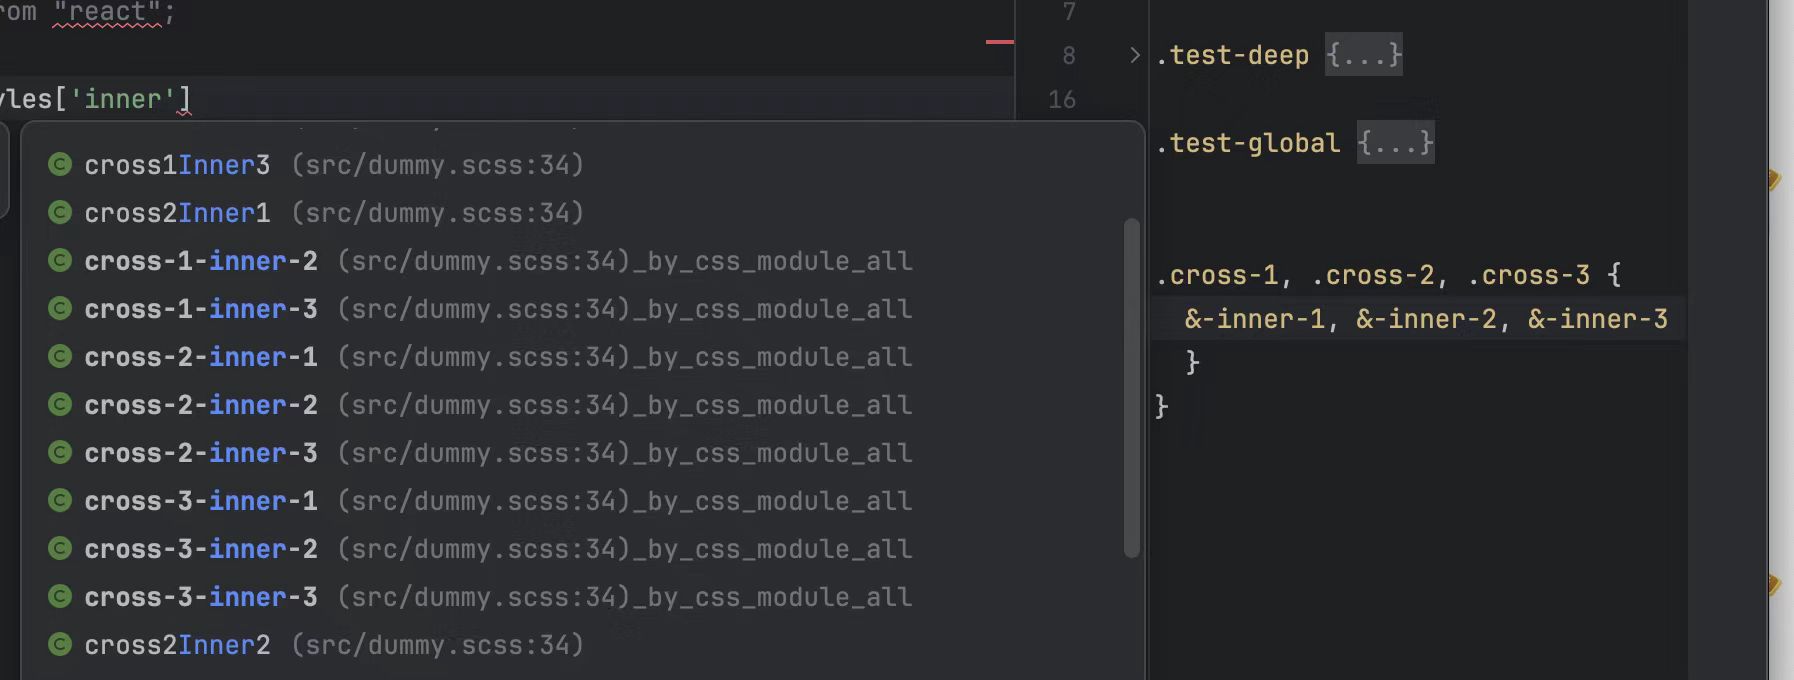 rom "react";
yles['inner']
cross1Inner3 (src/dummy.scss:34)
cross2Inner1 (src/dummy.scss:34)
cross-1-inner-2 (src/dummy.scss:34)_by_css_module_all
cross-1-inner-3 (src/dummy.scss:34)_by_css_module_all
cross-2-inner-1 (src/dummy.scss:34)_by_css_module_all
cross-2-inner-2 (src/dummy.scss:34)_by_css_module_all
cross-2-inner-3 (src/dummy.scss:34)_by_css_module_all
cross-3-inner-1 (src/dummy.scss:34)_by_css_module_all
cross-3-inner-2 (src/dummy.scss:34)_by_css_module_all
cross-3-inner-3 (src/dummy.scss:34)_by_css_module_all
cross2Inner2 (src/dummy.scss:34)
7
8 .test-deep {...}
16
.test-global {...}
.cross-1, .cross-2, .cross-3 {
&-inner-1, &-inner-2, &-inner-3
}
}